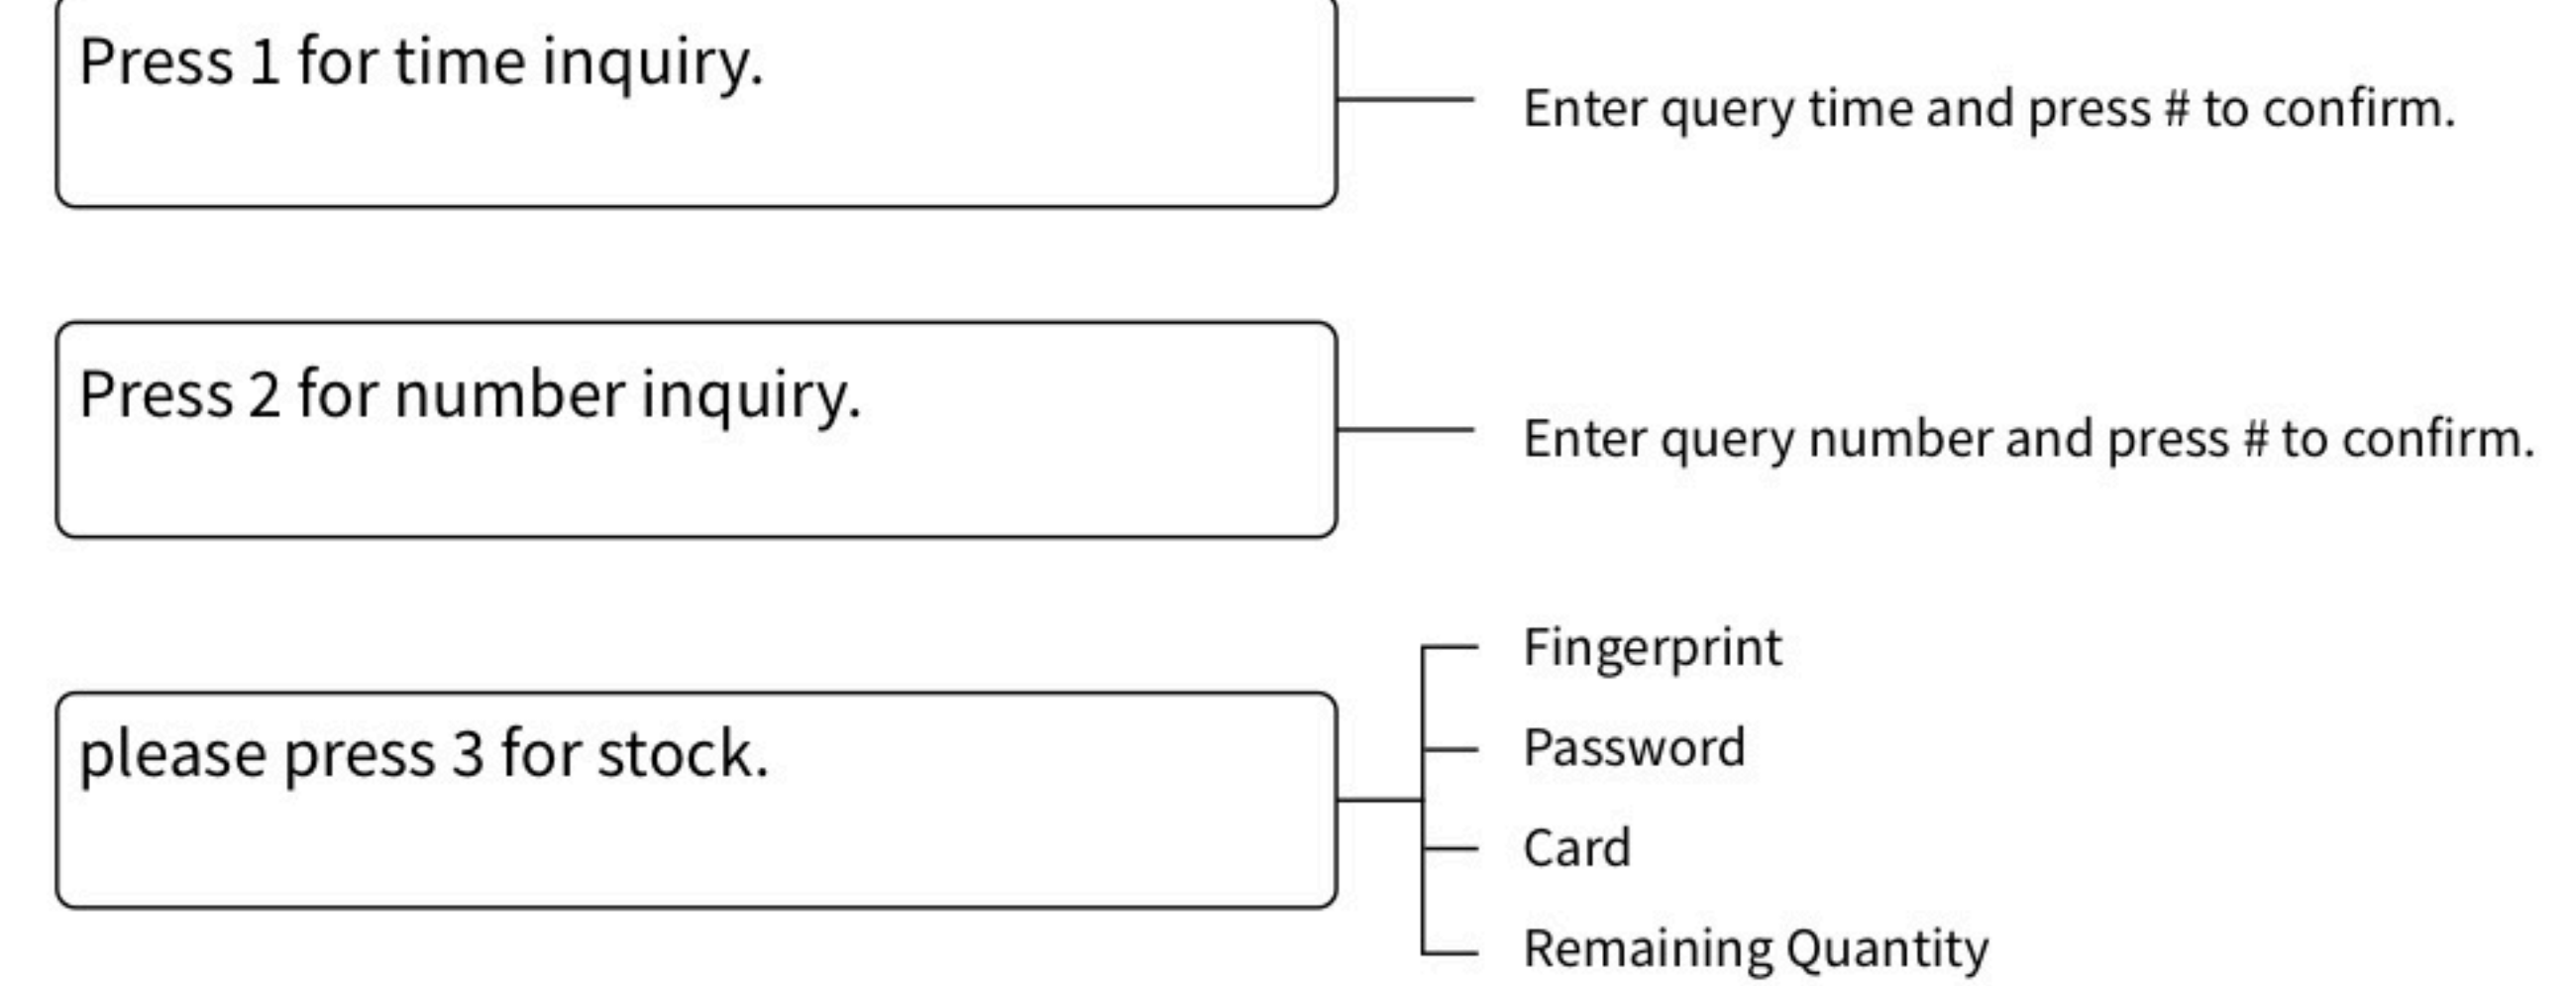 Press 1 for time inquiry.
Enter query time and press # to confirm.
Press 2 for number inquiry.
Enter query number and press # to confirm.
please press 3 for stock.
Fingerprint
Password
Card
Remaining Quantity